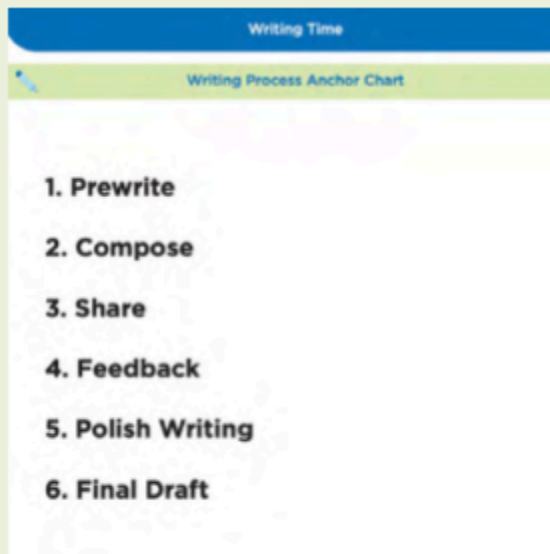 Writing Time
Writing Process Anchor Chart
1. Prewrite
2. Compose
3. Share
4. Feedback
5. Polish Writing
6. Final Draft